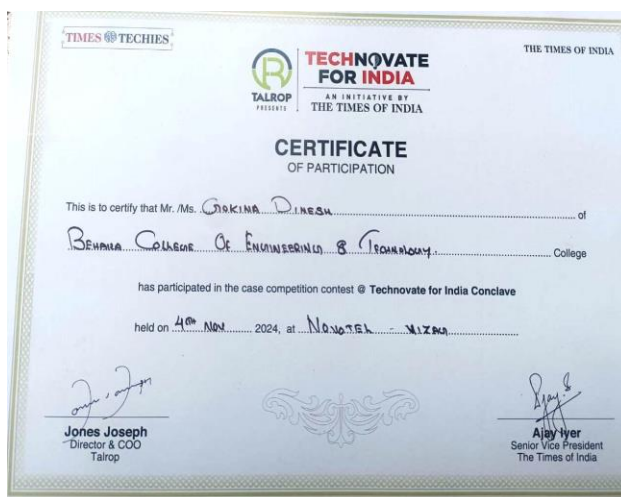 TIMES TECHIES
THE TIMES OF INDIA
R
TALROP
PRESENTS
TECHNOVATE
FOR INDIA
AN INITIATIVE BY
THE TIMES OF INDIA
CERTIFICATE
OF PARTICIPATION
This is to certify that Mr. /Ms. GOKINA DINESH of
BEHARA COLLEGE OF ENGINEERING & TECHNOLOGY. College
has participated in the case competition contest @ Technovate for India Conclave
held on 4th Nov 2024, at NOVOTEL - VIZAG
Jones Joseph
Director & COO
Talrop
Ajay Iyer
Senior Vice President
The Times of India